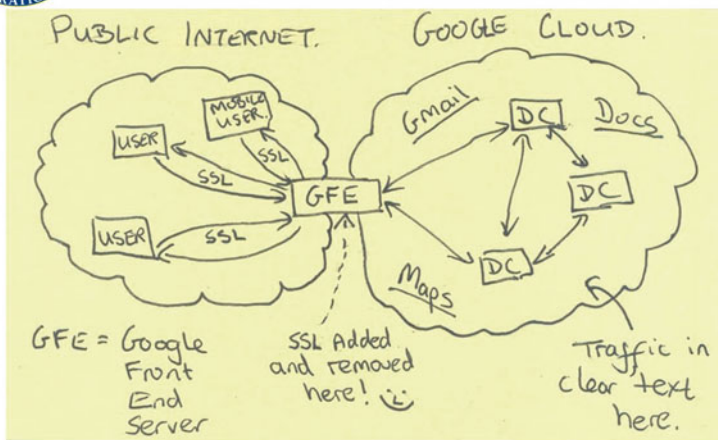 PUBLIC INTERNET.
GOOGLE CLOUD.
MOBILE
USER.
USER
SSL
SSL
USER
SSL
GFE
Gmail
DC
Docs
DC
DC
Maps
GFE = Google
Front
End
Server
SSL Added
and removed
here!
Traffic in
clear text
here.